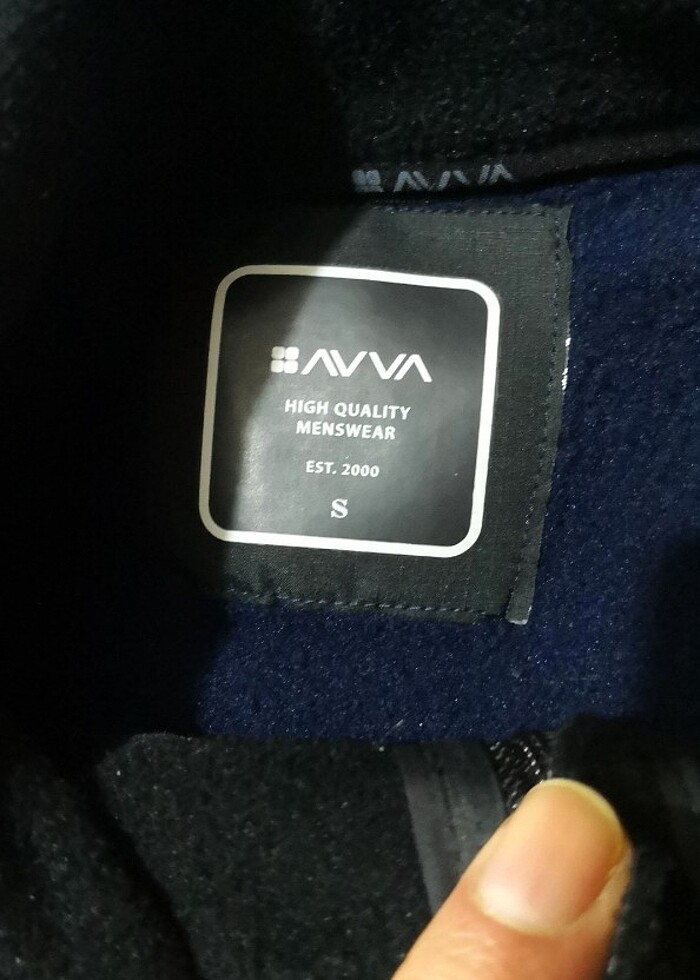 AVVA
AVVA
HIGH QUALITY
MENSWEAR
EST. 2000
S